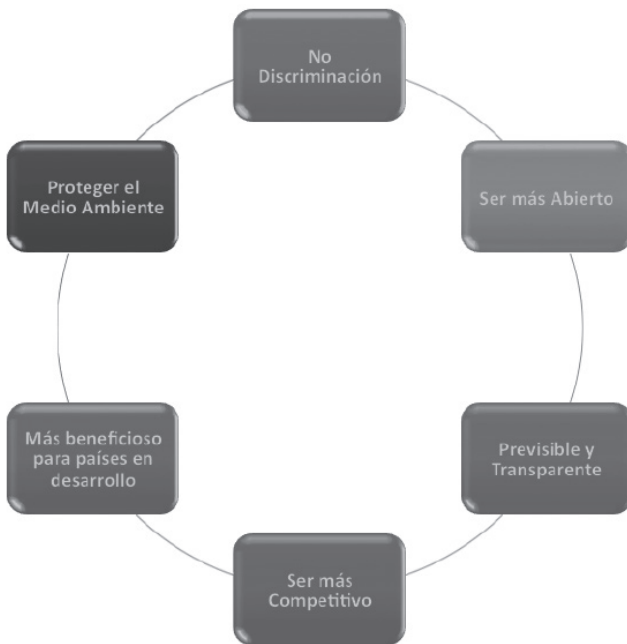 No
Discriminación
Ser más Abierto
Previsible y
Transparente
Ser más
Competitivo
Más beneficioso
para países en
desarrollo
Proteger el
Medio Ambiente